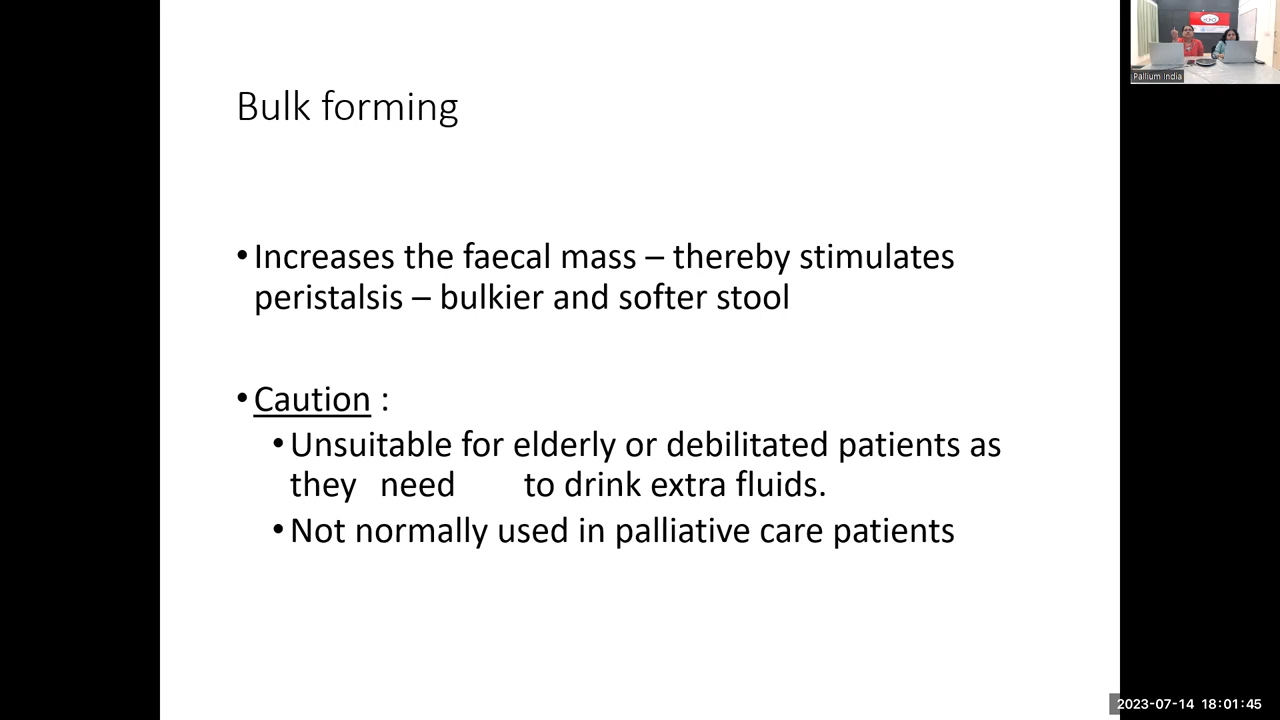 Bulk forming
• Increases the faecal mass – thereby stimulates
peristalsis – bulkier and softer stool
• Caution :
• Unsuitable for elderly or debilitated patients as
they need to drink extra fluids.
• Not normally used in palliative care patients
Pallium India
2023-07-14 18:01:45